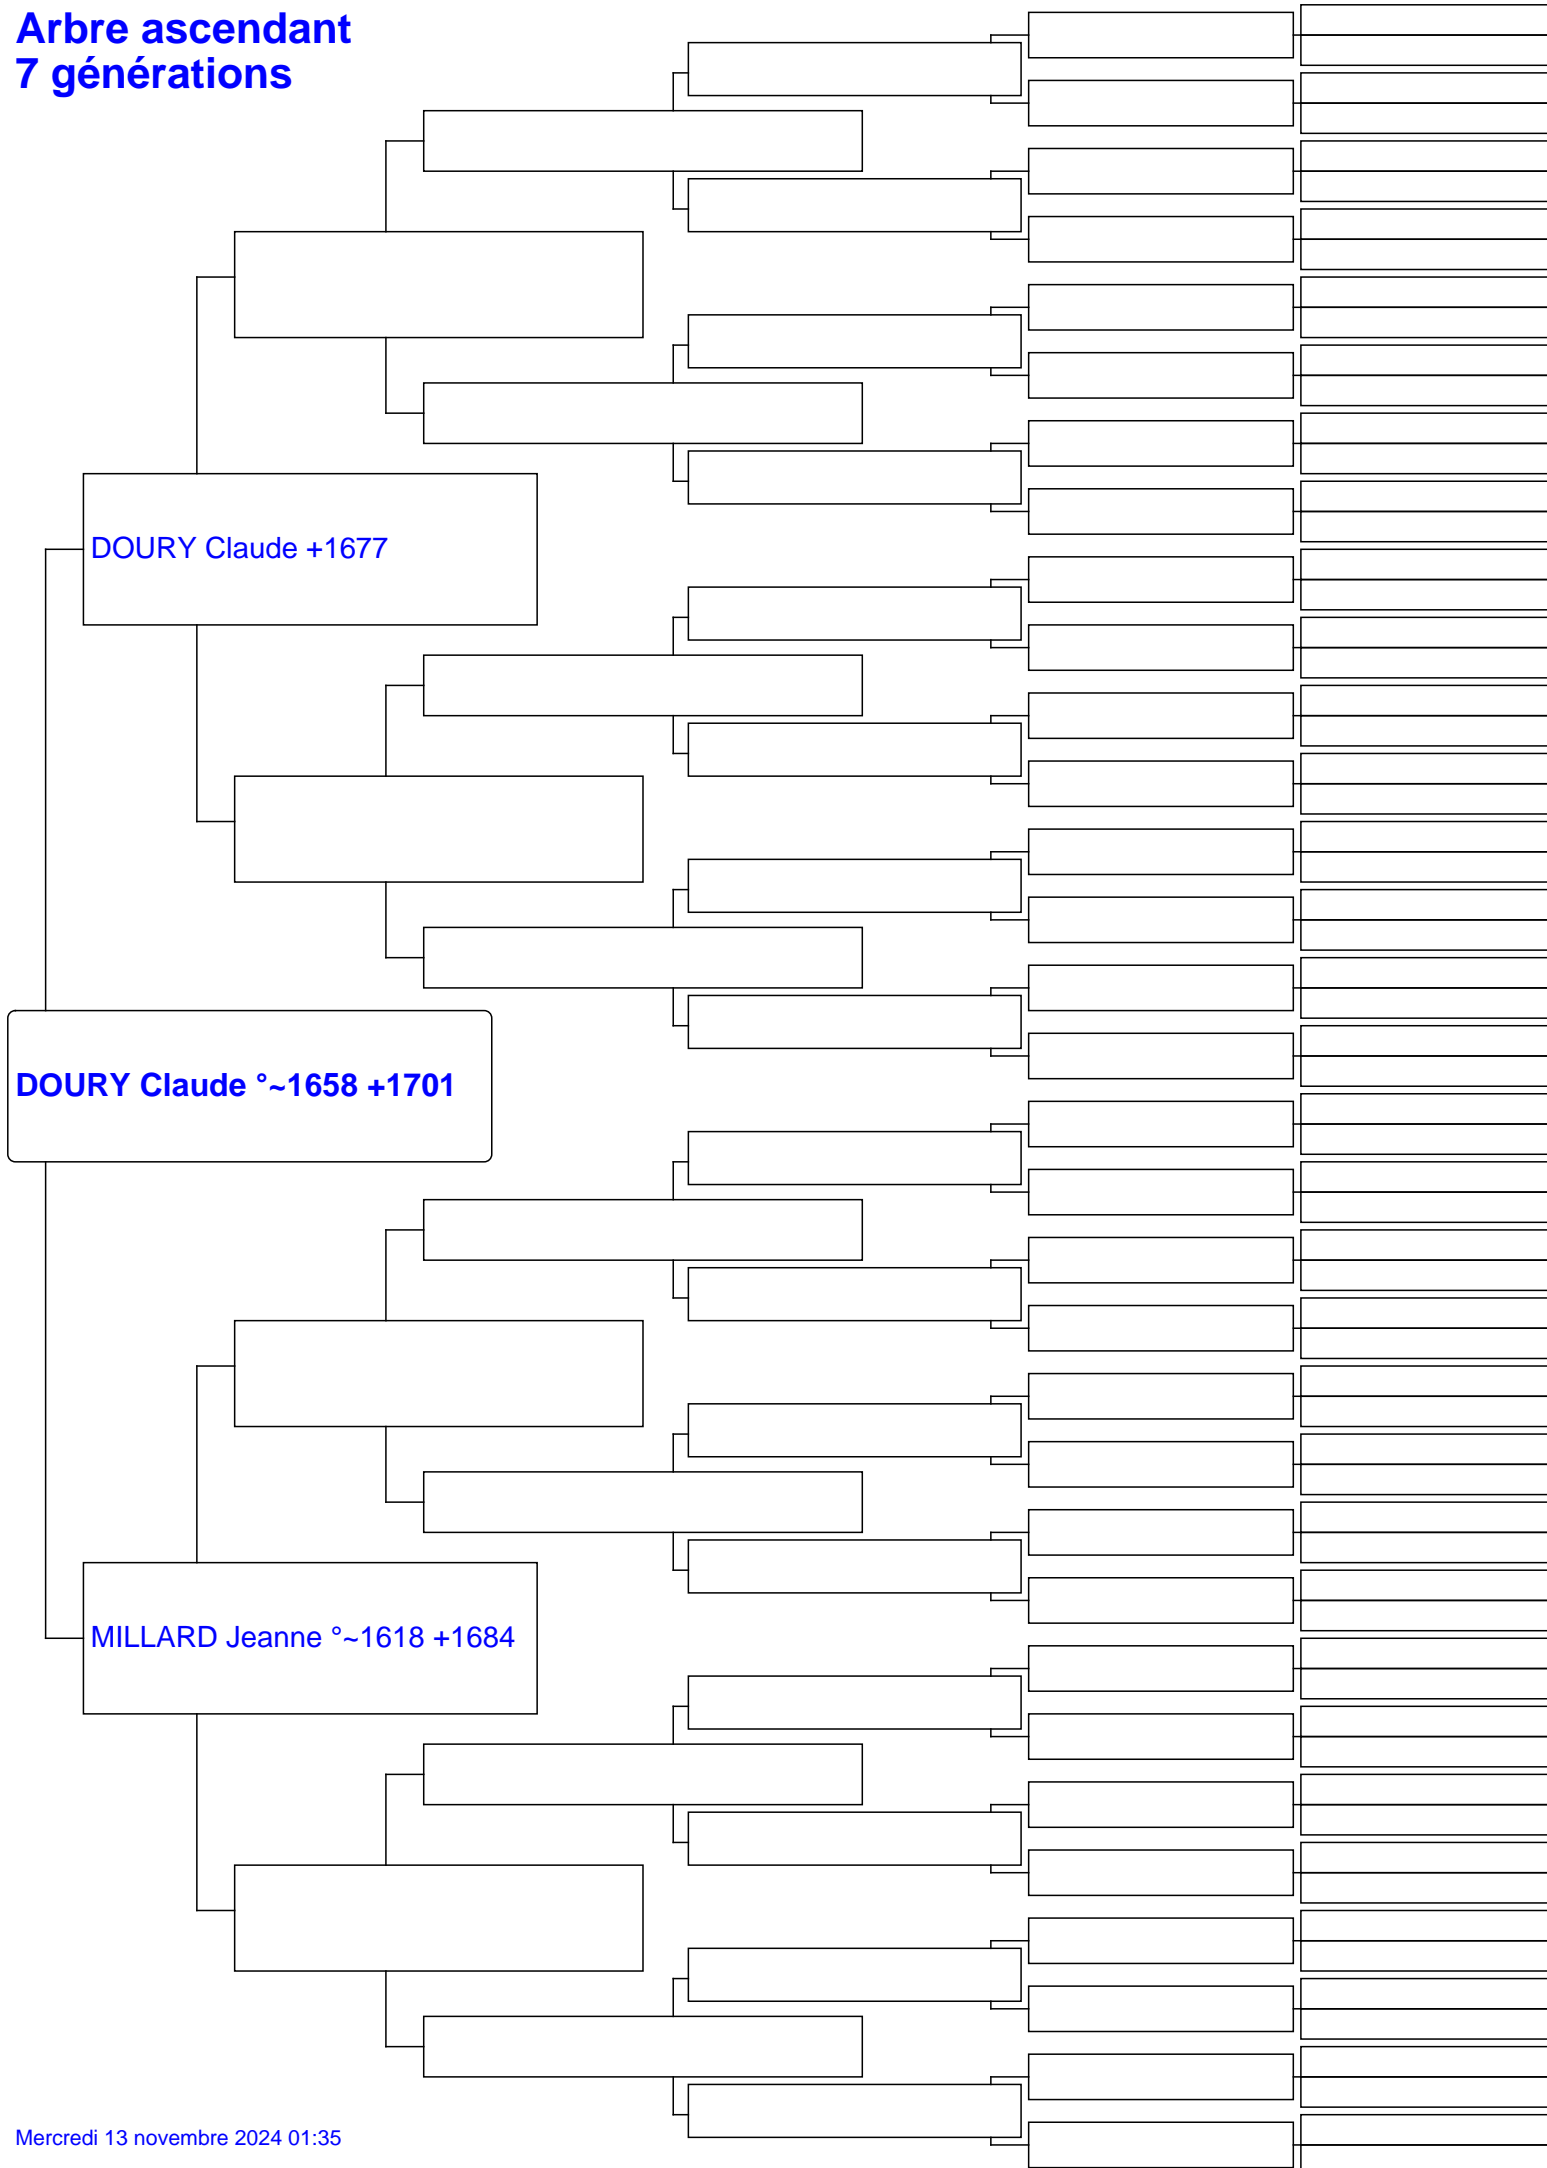 Arbre ascendant
7 générations
DOURY Claude +1677
DOURY Claude °~1658 +1701
MILLARD Jeanne °~1618 +1684
Mercredi 13 novembre 2024 01:35